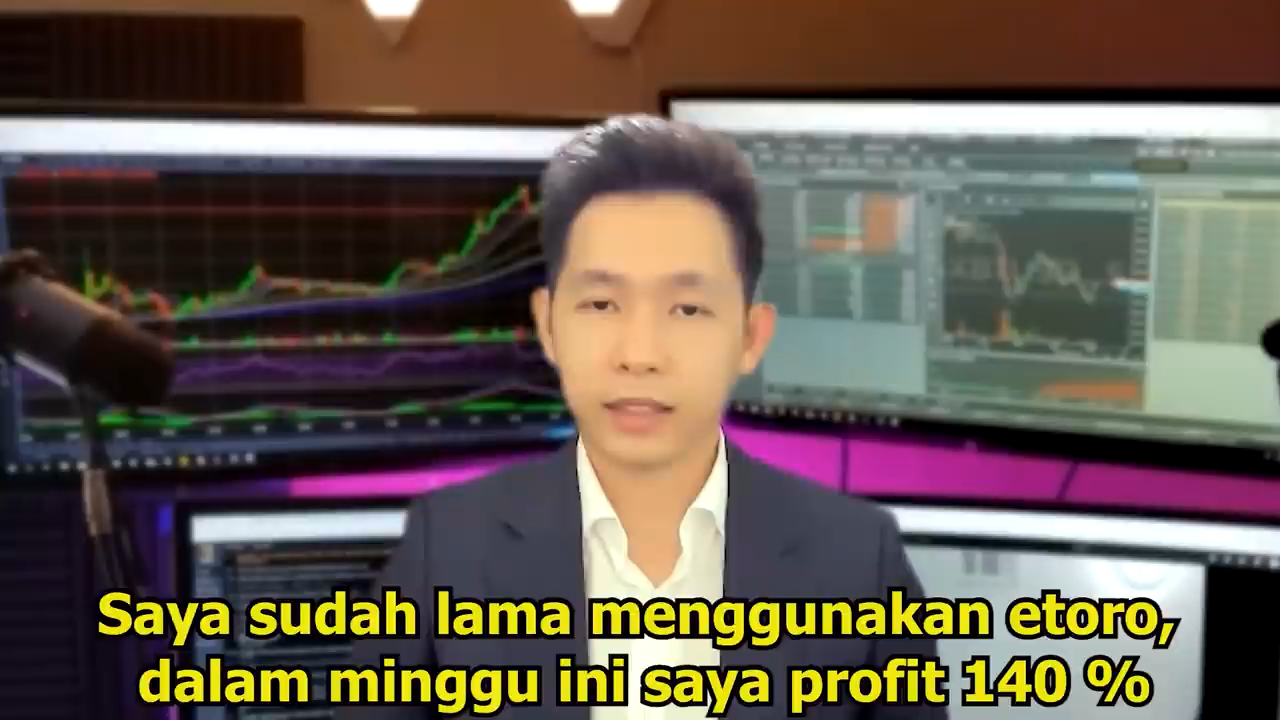 Saya sudah lama menggunakan etoro,
dalam minggu ini saya profit 140 %